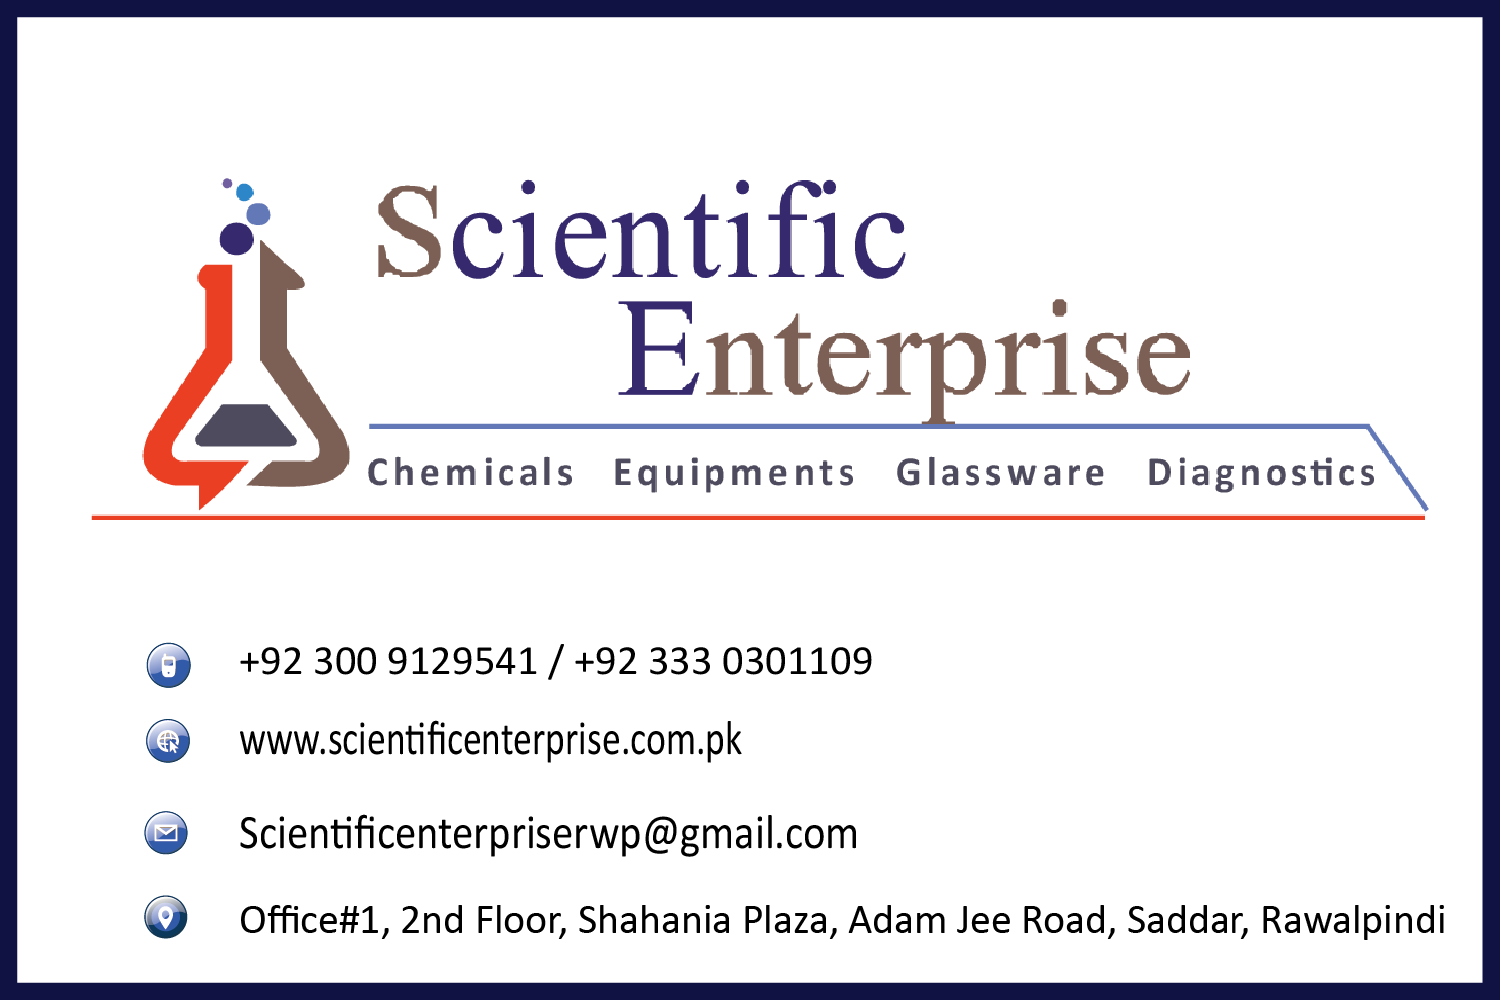 Scientific
Enterprise
Chemicals Equipments Glassware Diagnostics
+92 300 9129541 / +92 333 0301109
www.scientificenterprise.com.pk
Scientificenterpriserwp@gmail.com
Office#1, 2nd Floor, Shahania Plaza, Adam Jee Road, Saddar, Rawalpindi